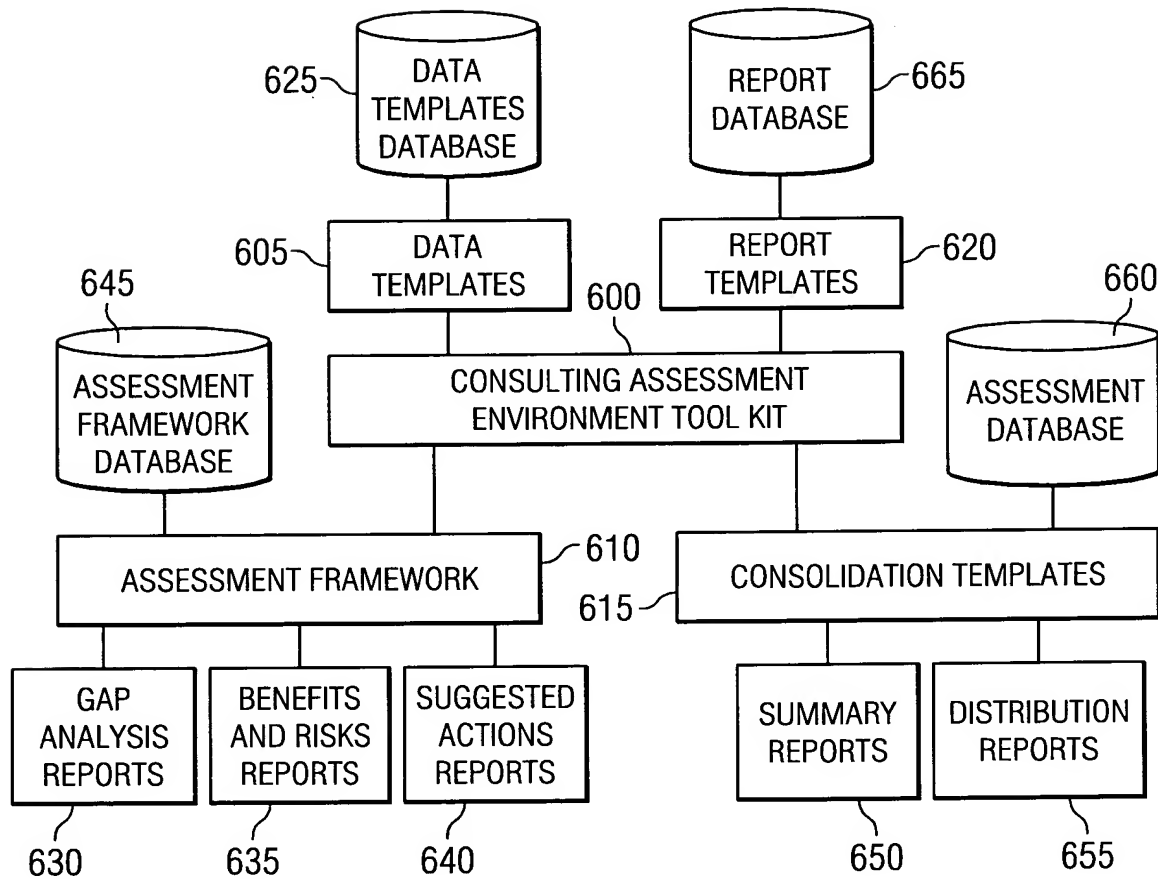 625
DATA
TEMPLATES
DATABASE
REPORT
DATABASE
665
605
DATA
TEMPLATES
REPORT
TEMPLATES
620
645
600
660
ASSESSMENT
FRAMEWORK
DATABASE
CONSULTING ASSESSMENT
ENVIRONMENT TOOL KIT
ASSESSMENT
DATABASE
ASSESSMENT FRAMEWORK
610
615
CONSOLIDATION TEMPLATES
GAP
ANALYSIS
REPORTS
BENEFITS
AND RISKS
REPORTS
SUGGESTED
ACTIONS
REPORTS
SUMMARY
REPORTS
DISTRIBUTION
REPORTS
630
635
640
650
655